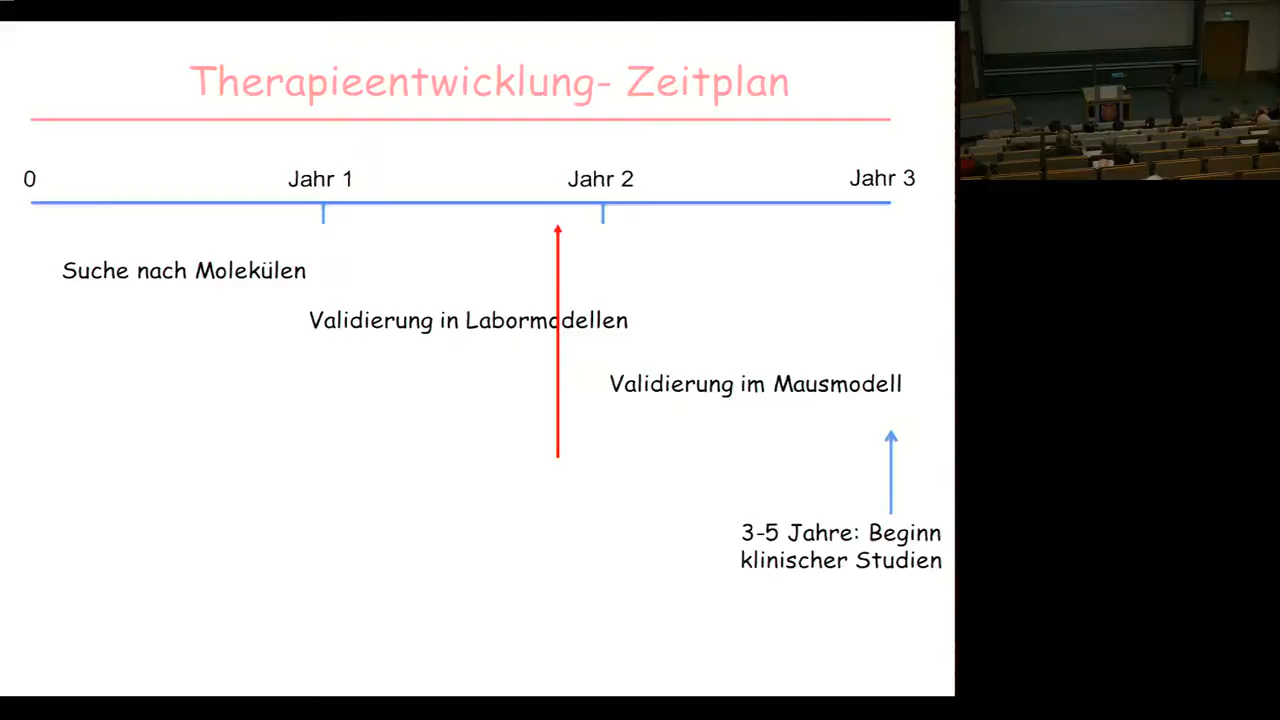 Therapieentwicklung- Zeitplan
0 Jahr 1 Jahr 2 Jahr 3
Suche nach Molekülen
Validierung in Labormodellen
Validierung im Mausmodell
3-5 Jahre: Beginn
klinischer Studien